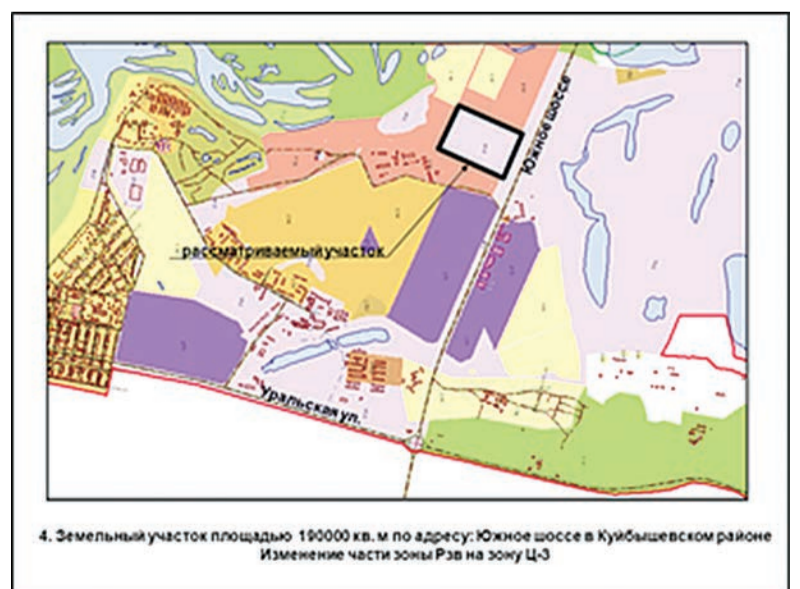 Южное шоссе
рассматриваемый участок
Уральская ул.
4. Земельный участок площадью 190000 кв. м по адресу: Южное шоссе в Куйбышевском районе
Изменение части зоны Рзв на зону Ц-3